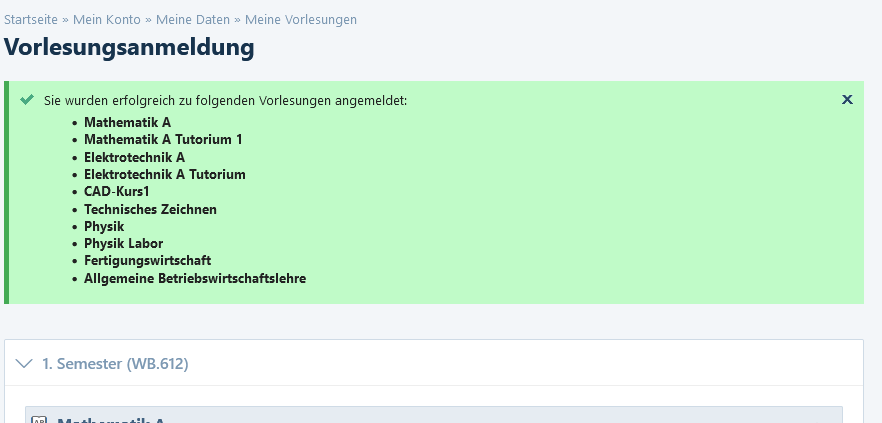 Startseite » Mein Konto » Meine Daten » Meine Vorlesungen
Vorlesungsanmeldung
Sie wurden erfolgreich zu folgenden Vorlesungen angemeldet:
• Mathematik A
• Mathematik A Tutorium 1
• Elektrotechnik A
• Elektrotechnik A Tutorium
• CAD-Kurs1
• Technisches Zeichnen
• Physik
• Physik Labor
• Fertigungswirtschaft
• Allgemeine Betriebswirtschaftslehre
1. Semester (WB.612)
Mathematik A